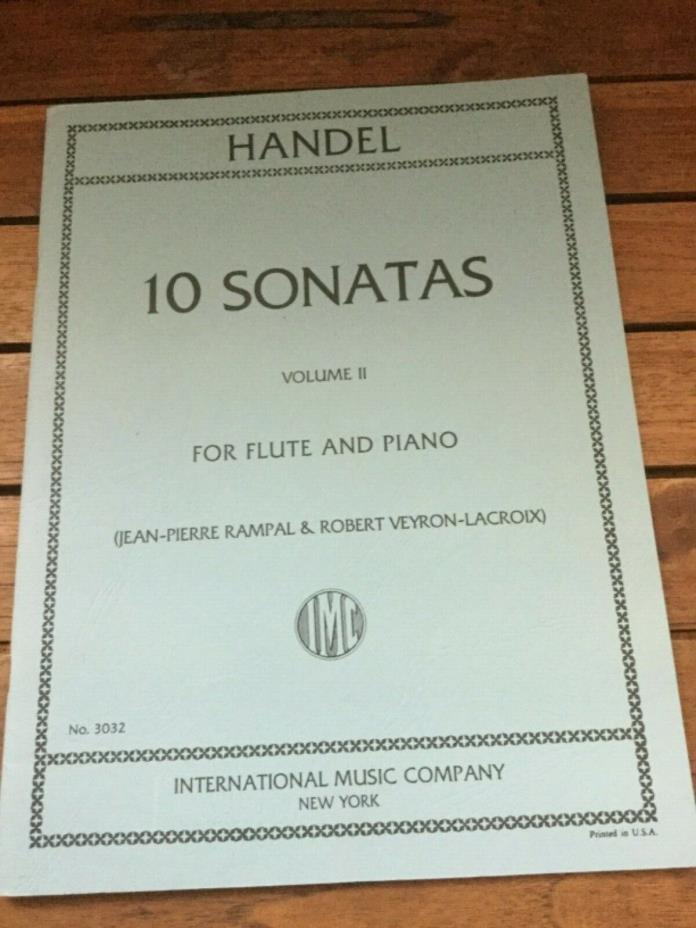 HANDEL
10 SONATAS
VOLUME II
FOR FLUTE AND PIANO
(JEAN-PIERRE RAMPAL & ROBERT VEYRON-LACROIX)
IMC
No. 3032
INTERNATIONAL MUSIC COMPANY
NEW YORK
Printed in U.S.A.